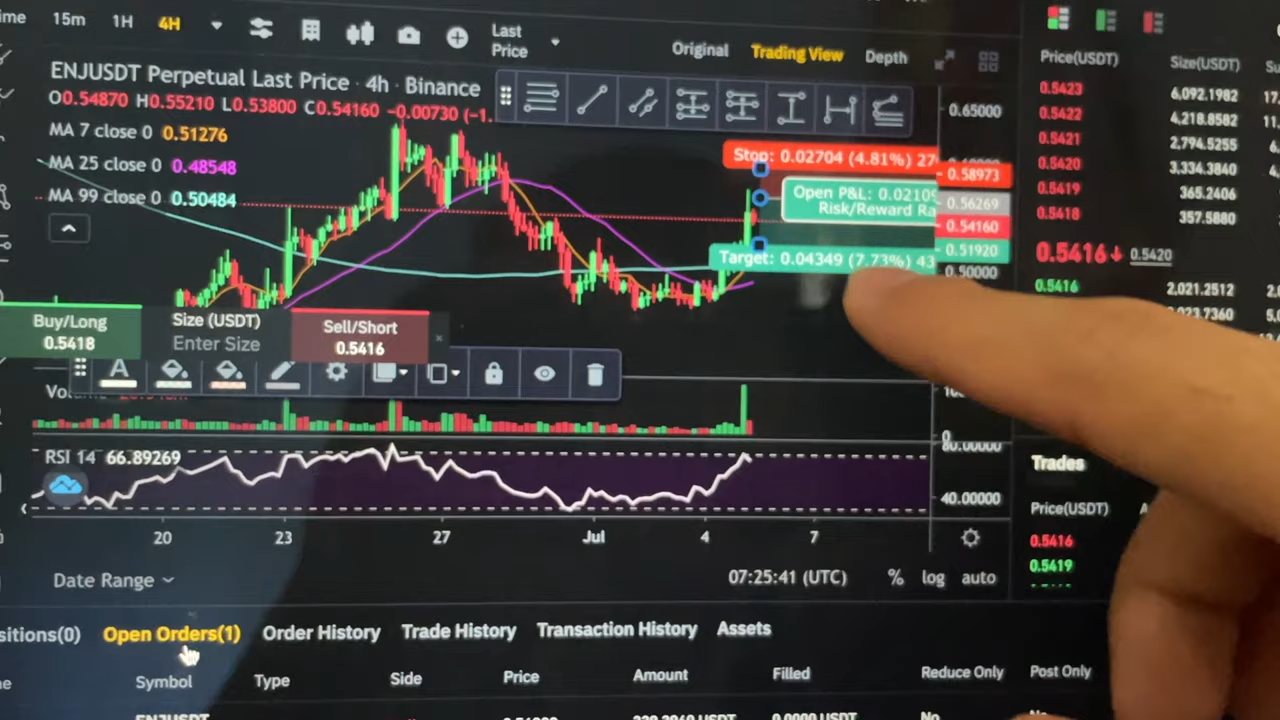 15m 1H 4H
Last
Price
Original Trading View Depth
ENJUSDT Perpetual Last Price · 4h · Binance
O0.54870 H0.55210 L0.53800 C0.54160 -0.00730 (-1.
MA 7 close 0 0.51276
MA 25 close 0 0.48548
MA 99 close 0 0.50484
0.65000
Stop: 0.02704 (4.81%) 27
0.58973
Open P&L: 0.0210
Risk/Reward Ra
0.56269
0.54160
0.51920
Target: 0.04349 (7.73%) 43
0.50000
Buy/Long
0.5418
Size (USDT)
Enter Size
Sell/Short
0.5416
RSI 14 66.89269
80.00000
40.00000
20 23 27 Jul 4 7
Date Range
07:25:41 (UTC) % log auto
Open Orders(1) Order History Trade History Transaction History Assets
Symbol Type Side Price Amount Filled Reduce Only Post Only
Price(USDT) Size(USDT)
0.5423 6,092.1982
0.5422 4,218.8582
0.5421 2,794.5255
0.5420 3,334.3840
0.5419 365.2406
0.5418 357.5880
0.5416↓ 0.5420
0.5416 2,021.2512
Trades
Price(USDT)
0.5416
0.5419